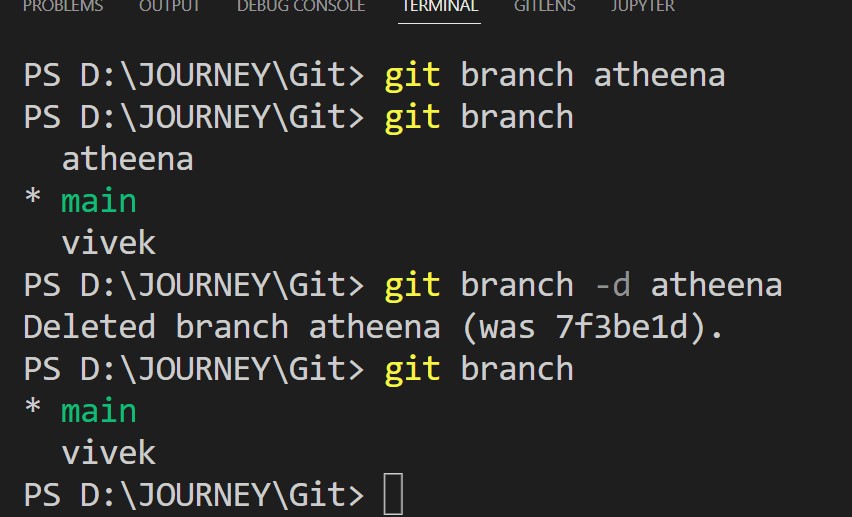 PROBLEMS OUTPUT DEBUG CONSOLE TERMINAL GITLENS JUPYTER
PS D:\JOURNEY\Git> git branch atheena
PS D:\JOURNEY\Git> git branch
  atheena
* main
  vivek
PS D:\JOURNEY\Git> git branch -d atheena
Deleted branch atheena (was 7f3be1d).
PS D:\JOURNEY\Git> git branch
* main
  vivek
PS D:\JOURNEY\Git>